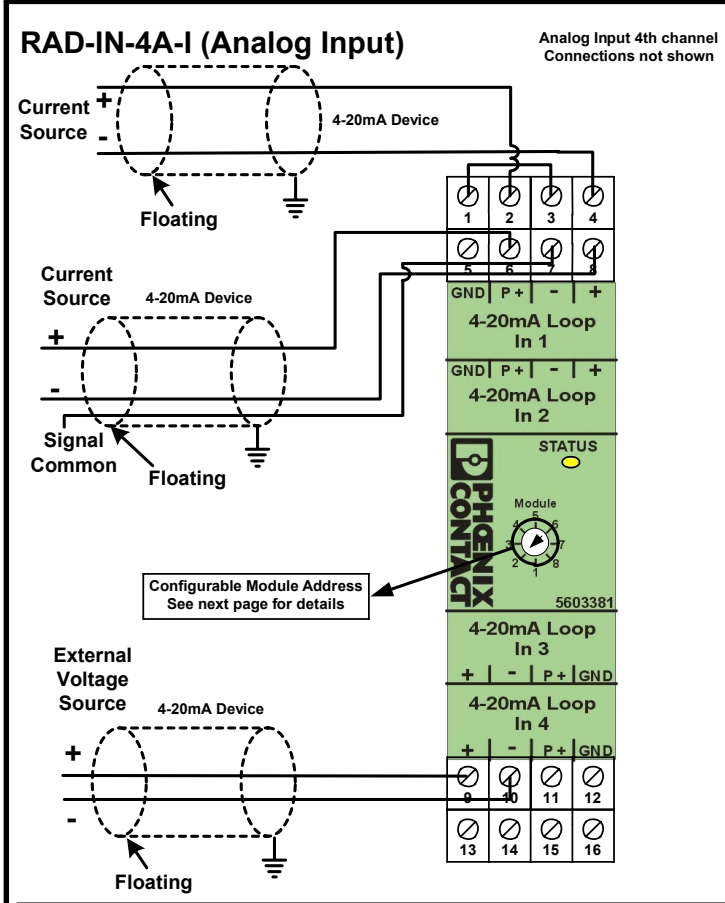 RAD-IN-4A-I (Analog Input)
Analog Input 4th channel
Connections not shown
Current
Source
+
-
4-20mA Device
Floating
1 2 3 4
5 6 7 8
Current
Source
4-20mA Device
+
-
Signal
Common
Floating
GND P + - +
4-20mA Loop
In 1
GND P + - +
4-20mA Loop
In 2
STATUS
PHŒNIX
CONTACT
Module
1 2 3 4 5 6 7 8
5603381
Configurable Module Address
See next page for details
4-20mA Loop
In 3
+ - P + GND
4-20mA Loop
In 4
+ - P + GND
External
Voltage
Source
4-20mA Device
+
-
Floating
9 10 11 12
13 14 15 16